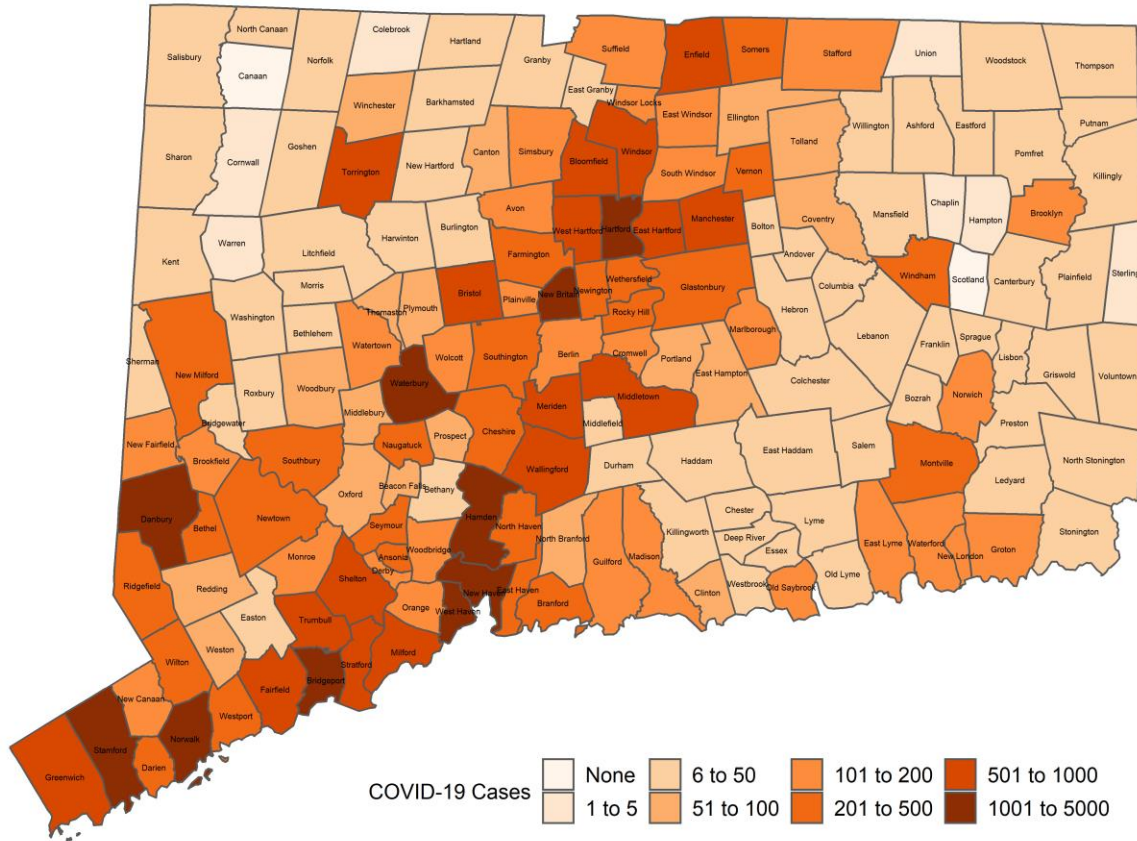 North Canaan
Colebrook
Hartland
Suffield
Enfield
Somers
Stafford
Union
Salisbury
Canaan
Norfolk
Granby
East Granby
Woodstock
Thompson
Winchester
Barkhamsted
Windsor Locks
East Windsor
Ellington
Willington
Ashford
Eastford
Putnam
Sharon
Cornwall
Goshen
Torrington
New Hartford
Canton
Simsbury
Bloomfield
Windsor
South Windsor
Vernon
Tolland
Pomfret
Killingly
Avon
West Hartford
Hartford
East Hartford
Manchester
Bolton
Coventry
Mansfield
Chaplin
Hampton
Brooklyn
Kent
Warren
Litchfield
Harwinton
Burlington
Farmington
Andover
Columbia
Windham
Scotland
Canterbury
Plainfield
Sterling
Morris
Bristol
Plainville
New Britain
Newington
Wethersfield
Rocky Hill
Glastonbury
Hebron
Lebanon
Washington
Bethlehem
Thomaston
Plymouth
Watertown
Wolcott
Southington
Berlin
Cromwell
Portland
East Hampton
Marlborough
Colchester
Franklin
Sprague
Lisbon
Griswold
Voluntown
Sherman
New Milford
Roxbury
Woodbury
Waterbury
Middlebury
Meriden
Middletown
Middlefield
Bozrah
Norwich
Preston
Bridgewater
New Fairfield
Brookfield
Southbury
Naugatuck
Prospect
Cheshire
Wallingford
Durham
Haddam
East Haddam
Salem
Montville
Ledyard
North Stonington
Danbury
Bethel
Newtown
Oxford
Beacon Falls
Bethany
Hamden
North Haven
North Branford
Guilford
Madison
Killingworth
Chester
Deep River
Essex
Lyme
East Lyme
Waterford
New London
Groton
Stonington
Ridgefield
Redding
Monroe
Seymour
Ansonia
Derby
Woodbridge
Orange
West Haven
New Haven
East Haven
Branford
Clinton
Westbrook
Old Saybrook
Old Lyme
Easton
Shelton
Trumbull
Weston
Wilton
Milford
Stratford
Bridgeport
Fairfield
New Canaan
Westport
Norwalk
Darien
Stamford
Greenwich
COVID-19 Cases
None
1 to 5
6 to 50
51 to 100
101 to 200
201 to 500
501 to 1000
1001 to 5000